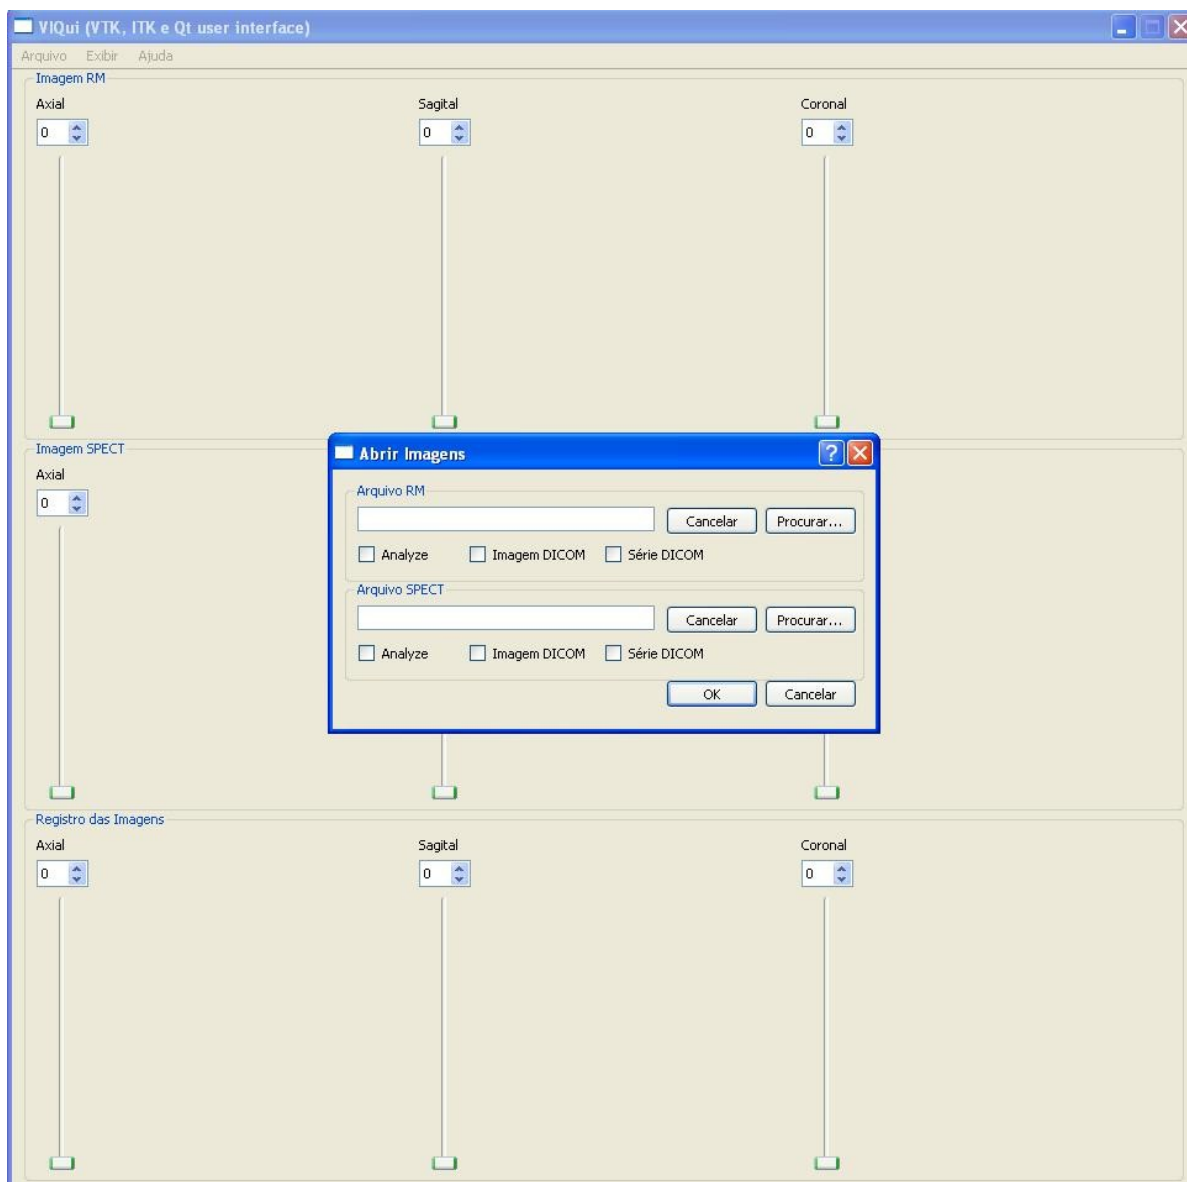 VIQui (VTK, ITK e Qt user interface)
Arquivo Exibir Ajuda
Imagem RM
Axial Sagital Coronal
0 0 0
Imagem SPECT
Axial
0
Abrir Imagens
Arquivo RM
Cancelar Procurar...
Analyze Imagem DICOM Série DICOM
Arquivo SPECT
Cancelar Procurar...
Analyze Imagem DICOM Série DICOM
OK Cancelar
Registro das Imagens
Axial Sagital Coronal
0 0 0